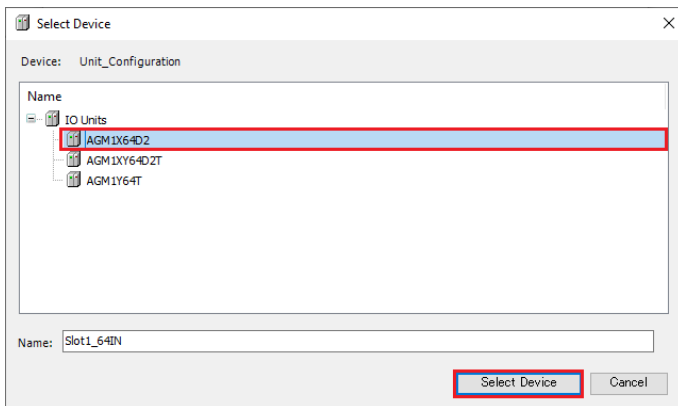 Select Device
Device: Unit_Configuration
Name
IO Units
AGM1X64D2
AGM1XY64D2T
AGM1Y64T
Name: Slot1_64IN
Select Device Cancel